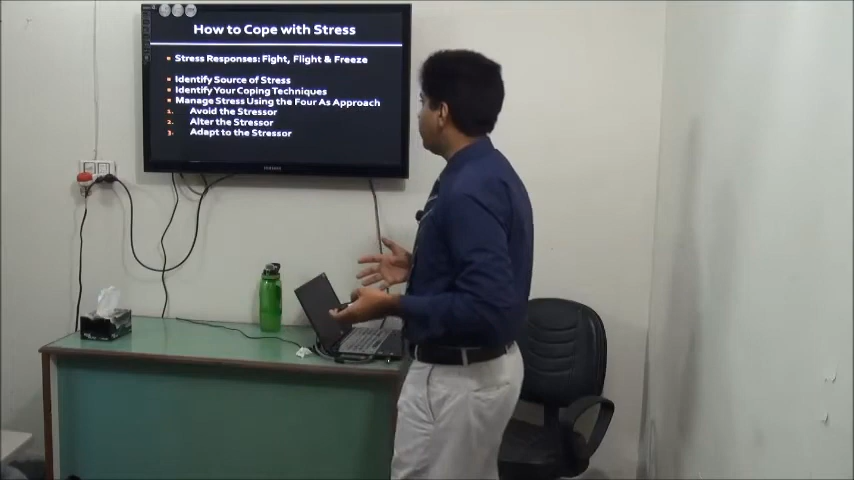 How to Cope with Stress
Stress Responses: Fight, Flight & Freeze
Identify Source of Stress
Identify Your Coping Techniques
Manage Stress Using the Four As Approach
1. Avoid the Stressor
2. Alter the Stressor
3. Adapt to the Stressor